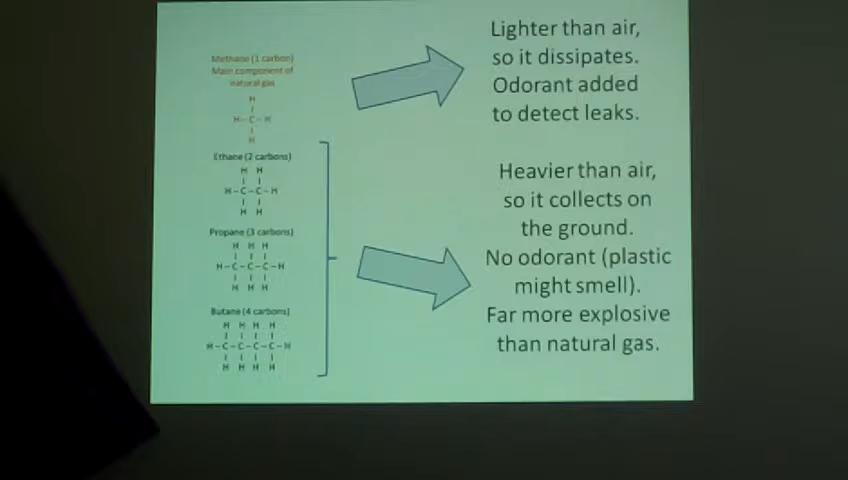 Methane (1 carbon)
Main component of
natural gas
H
H-C-H
H
Ethane (2 carbons)
H H
H-C-C-H
H H
Propane (3 carbons)
H H H
H-C-C-C-H
H H H
Butane (4 carbons)
H H H H
H-C-C-C-C-H
H H H H
Lighter than air,
so it dissipates.
Odorant added
to detect leaks.
Heavier than air,
so it collects on
the ground.
No odorant (plastic
might smell).
Far more explosive
than natural gas.